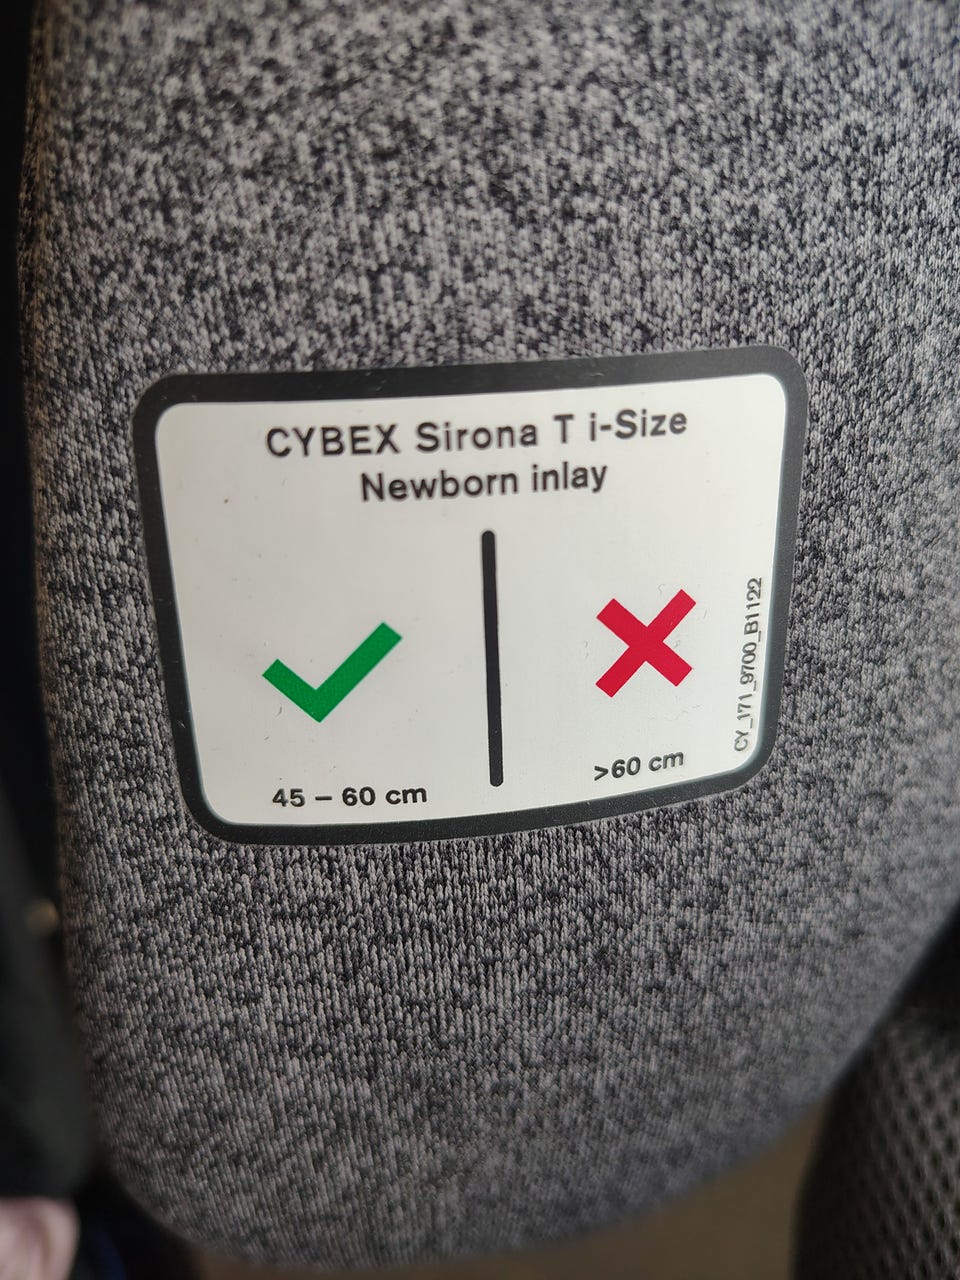 CYBEX Sirona T i-Size
Newborn inlay
45 – 60 cm
>60 cm
CY_171_9700_B1122